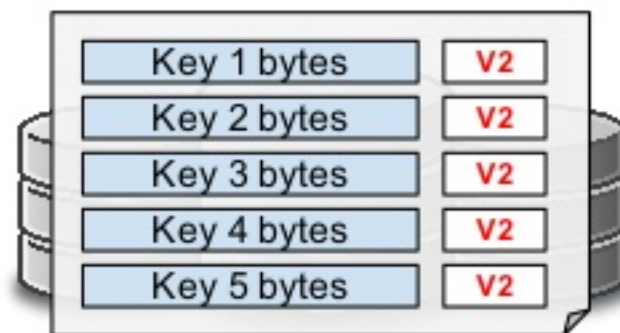 Key 1 bytes V2
Key 2 bytes V2
Key 3 bytes V2
Key 4 bytes V2
Key 5 bytes V2